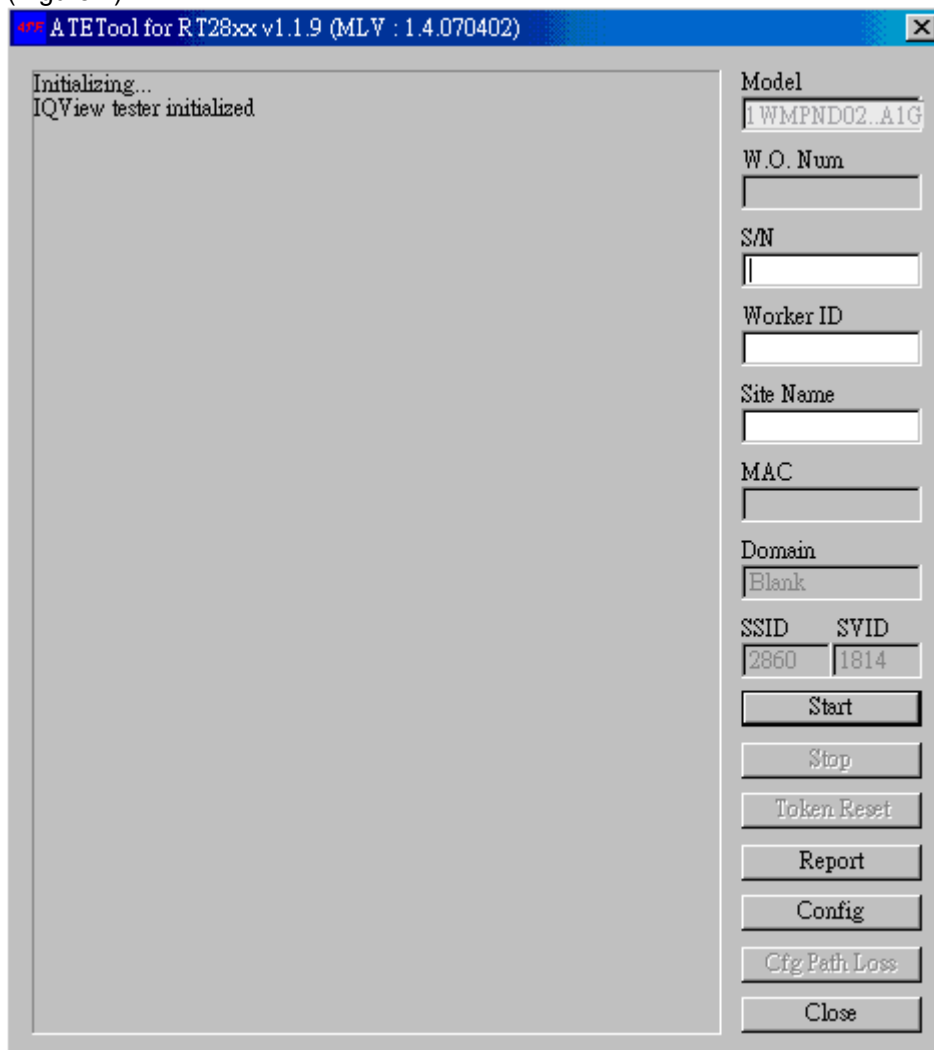 ATE ATETool for RT28xx v1.1.9 (MLV : 1.4.070402)
Initializing...
IQView tester initialized
Model
1WMPND02..A1G
W.O. Num
S/N
Worker ID
Site Name
MAC
Domain
Blank
SSID SVID
2860 1814
Start
Stop
Token Reset
Report
Config
Cfg Path Loss
Close